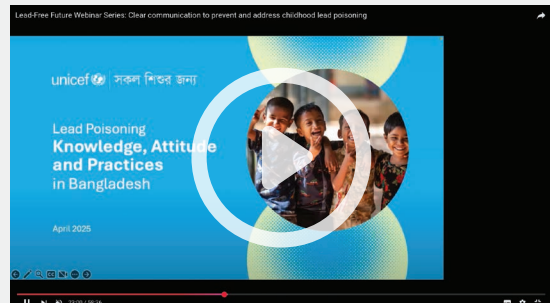 Lead-Free Future Webinar Series: Clear communication to prevent and address childhood lead poisoning
unicef সকল শিশুর জন্য
Lead Poisoning
Knowledge, Attitude
and Practices
in Bangladesh
April 2025